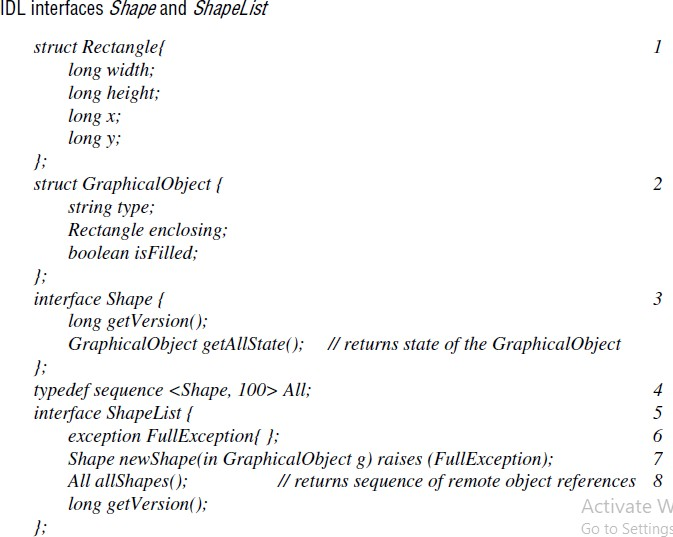 IDL interfaces Shape and ShapeList
struct Rectangle{ 1
long width;
long height;
long x;
long y;
};
struct GraphicalObject { 2
string type;
Rectangle enclosing;
boolean isFilled;
};
interface Shape { 3
long getVersion();
GraphicalObject getAllState(); // returns state of the GraphicalObject
};
typedef sequence <Shape, 100> All; 4
interface ShapeList { 5
exception FullException{ }; 6
Shape newShape(in GraphicalObject g) raises (FullException); 7
All allShapes(); // returns sequence of remote object references 8
long getVersion();
};
Activate W
Go to Settings